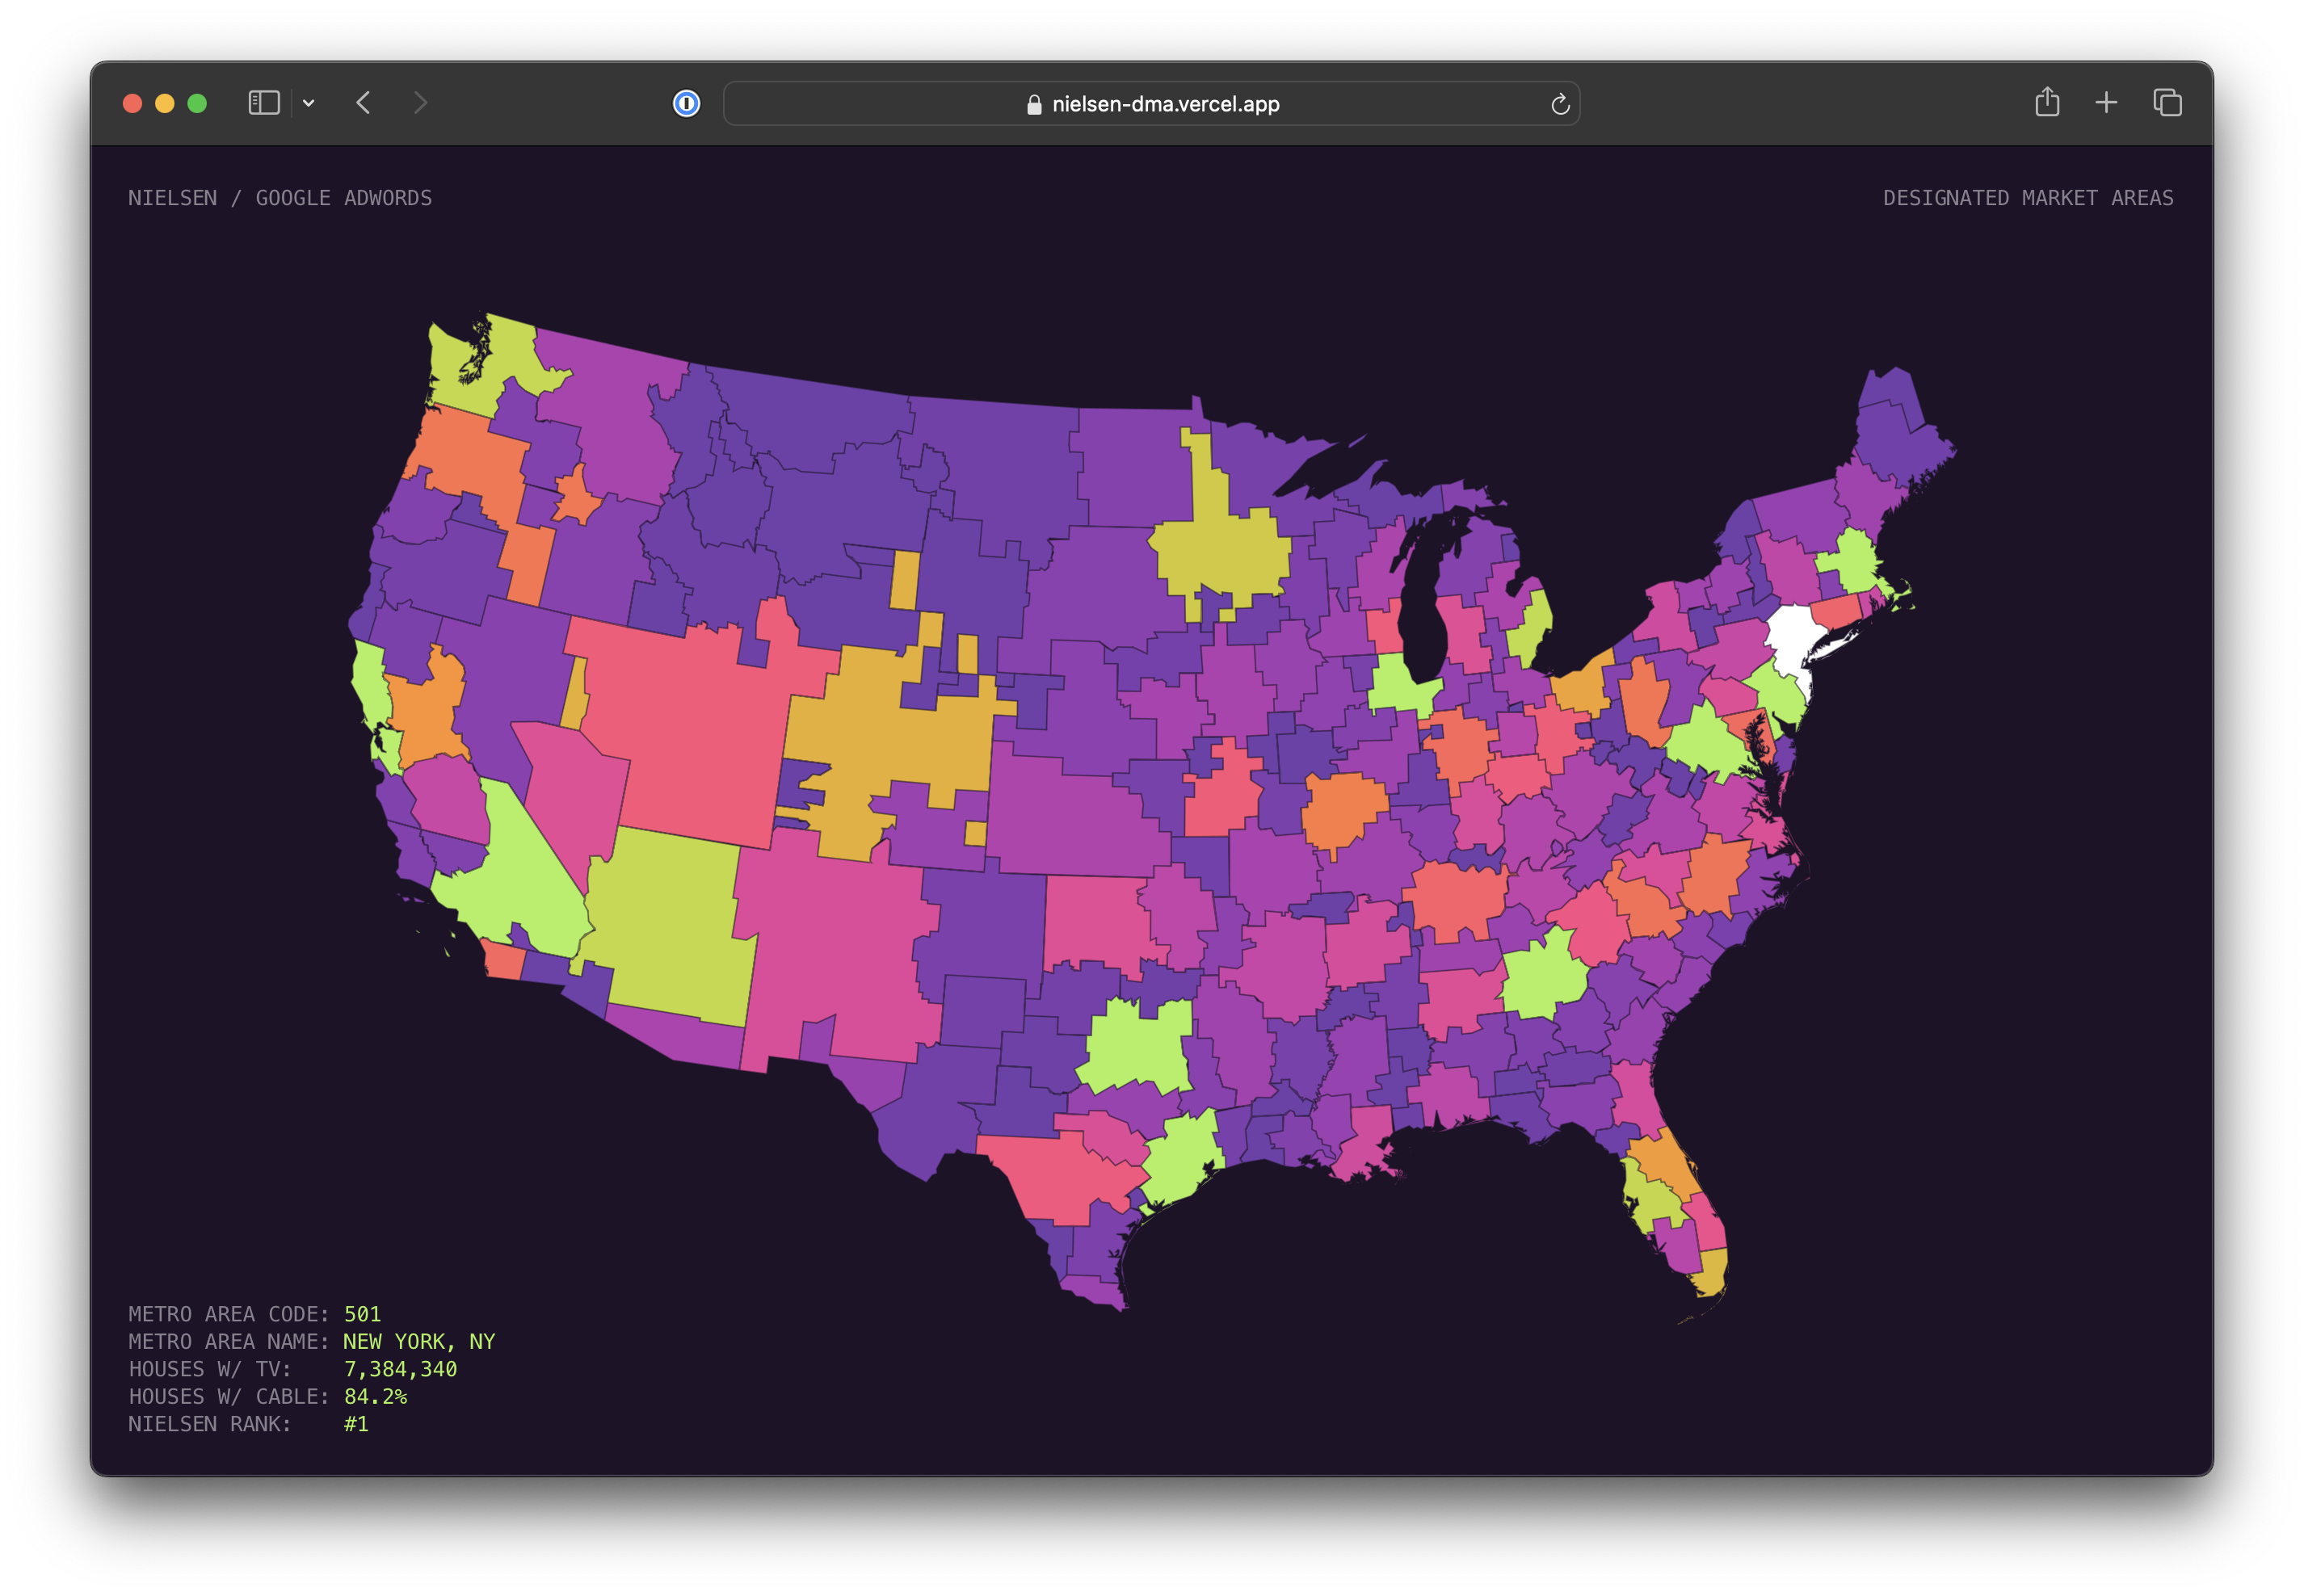 nielsen-dma.vercel.app
NIELSEN / GOOGLE ADWORDS
DESIGNATED MARKET AREAS
METRO AREA CODE: 501
METRO AREA NAME: NEW YORK, NY
HOUSES W/ TV: 7,384,340
HOUSES W/ CABLE: 84.2%
NIELSEN RANK: #1